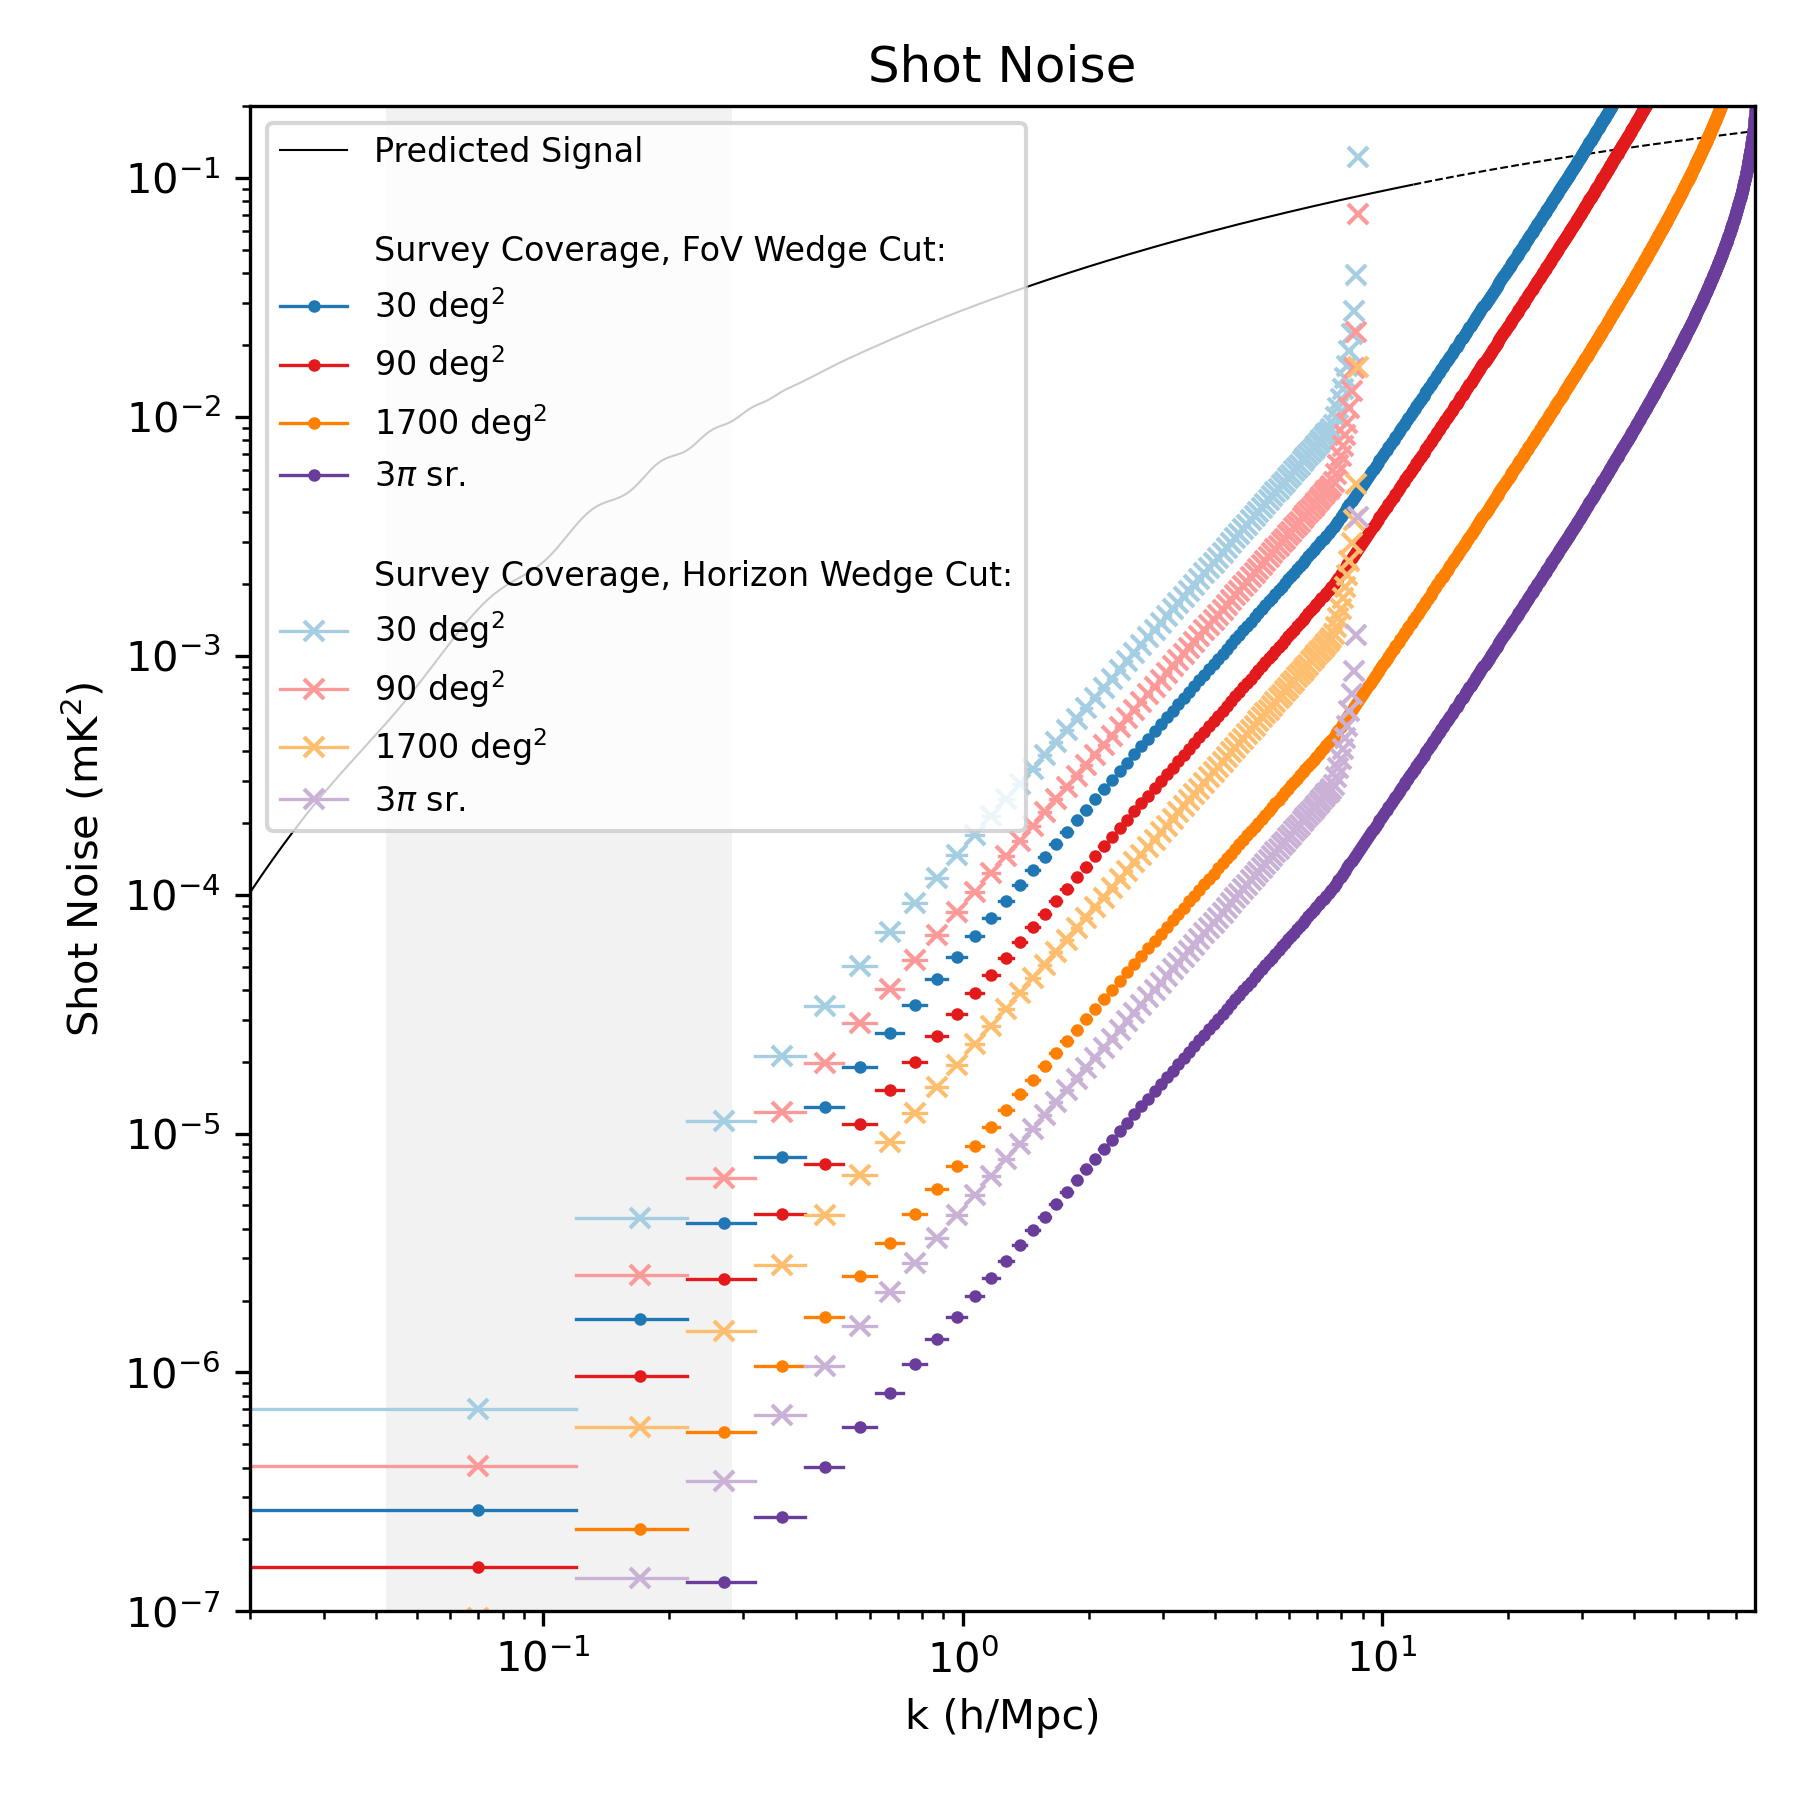 Shot Noise
Predicted Signal
Survey Coverage, FoV Wedge Cut:
30 deg²
90 deg²
1700 deg²
3π sr.
Survey Coverage, Horizon Wedge Cut:
30 deg²
90 deg²
1700 deg²
3π sr.
Shot Noise (mK²)
10⁻¹
10⁻²
10⁻³
10⁻⁴
10⁻⁵
10⁻⁶
10⁻⁷
10⁻¹
10⁰
10¹
k (h/Mpc)